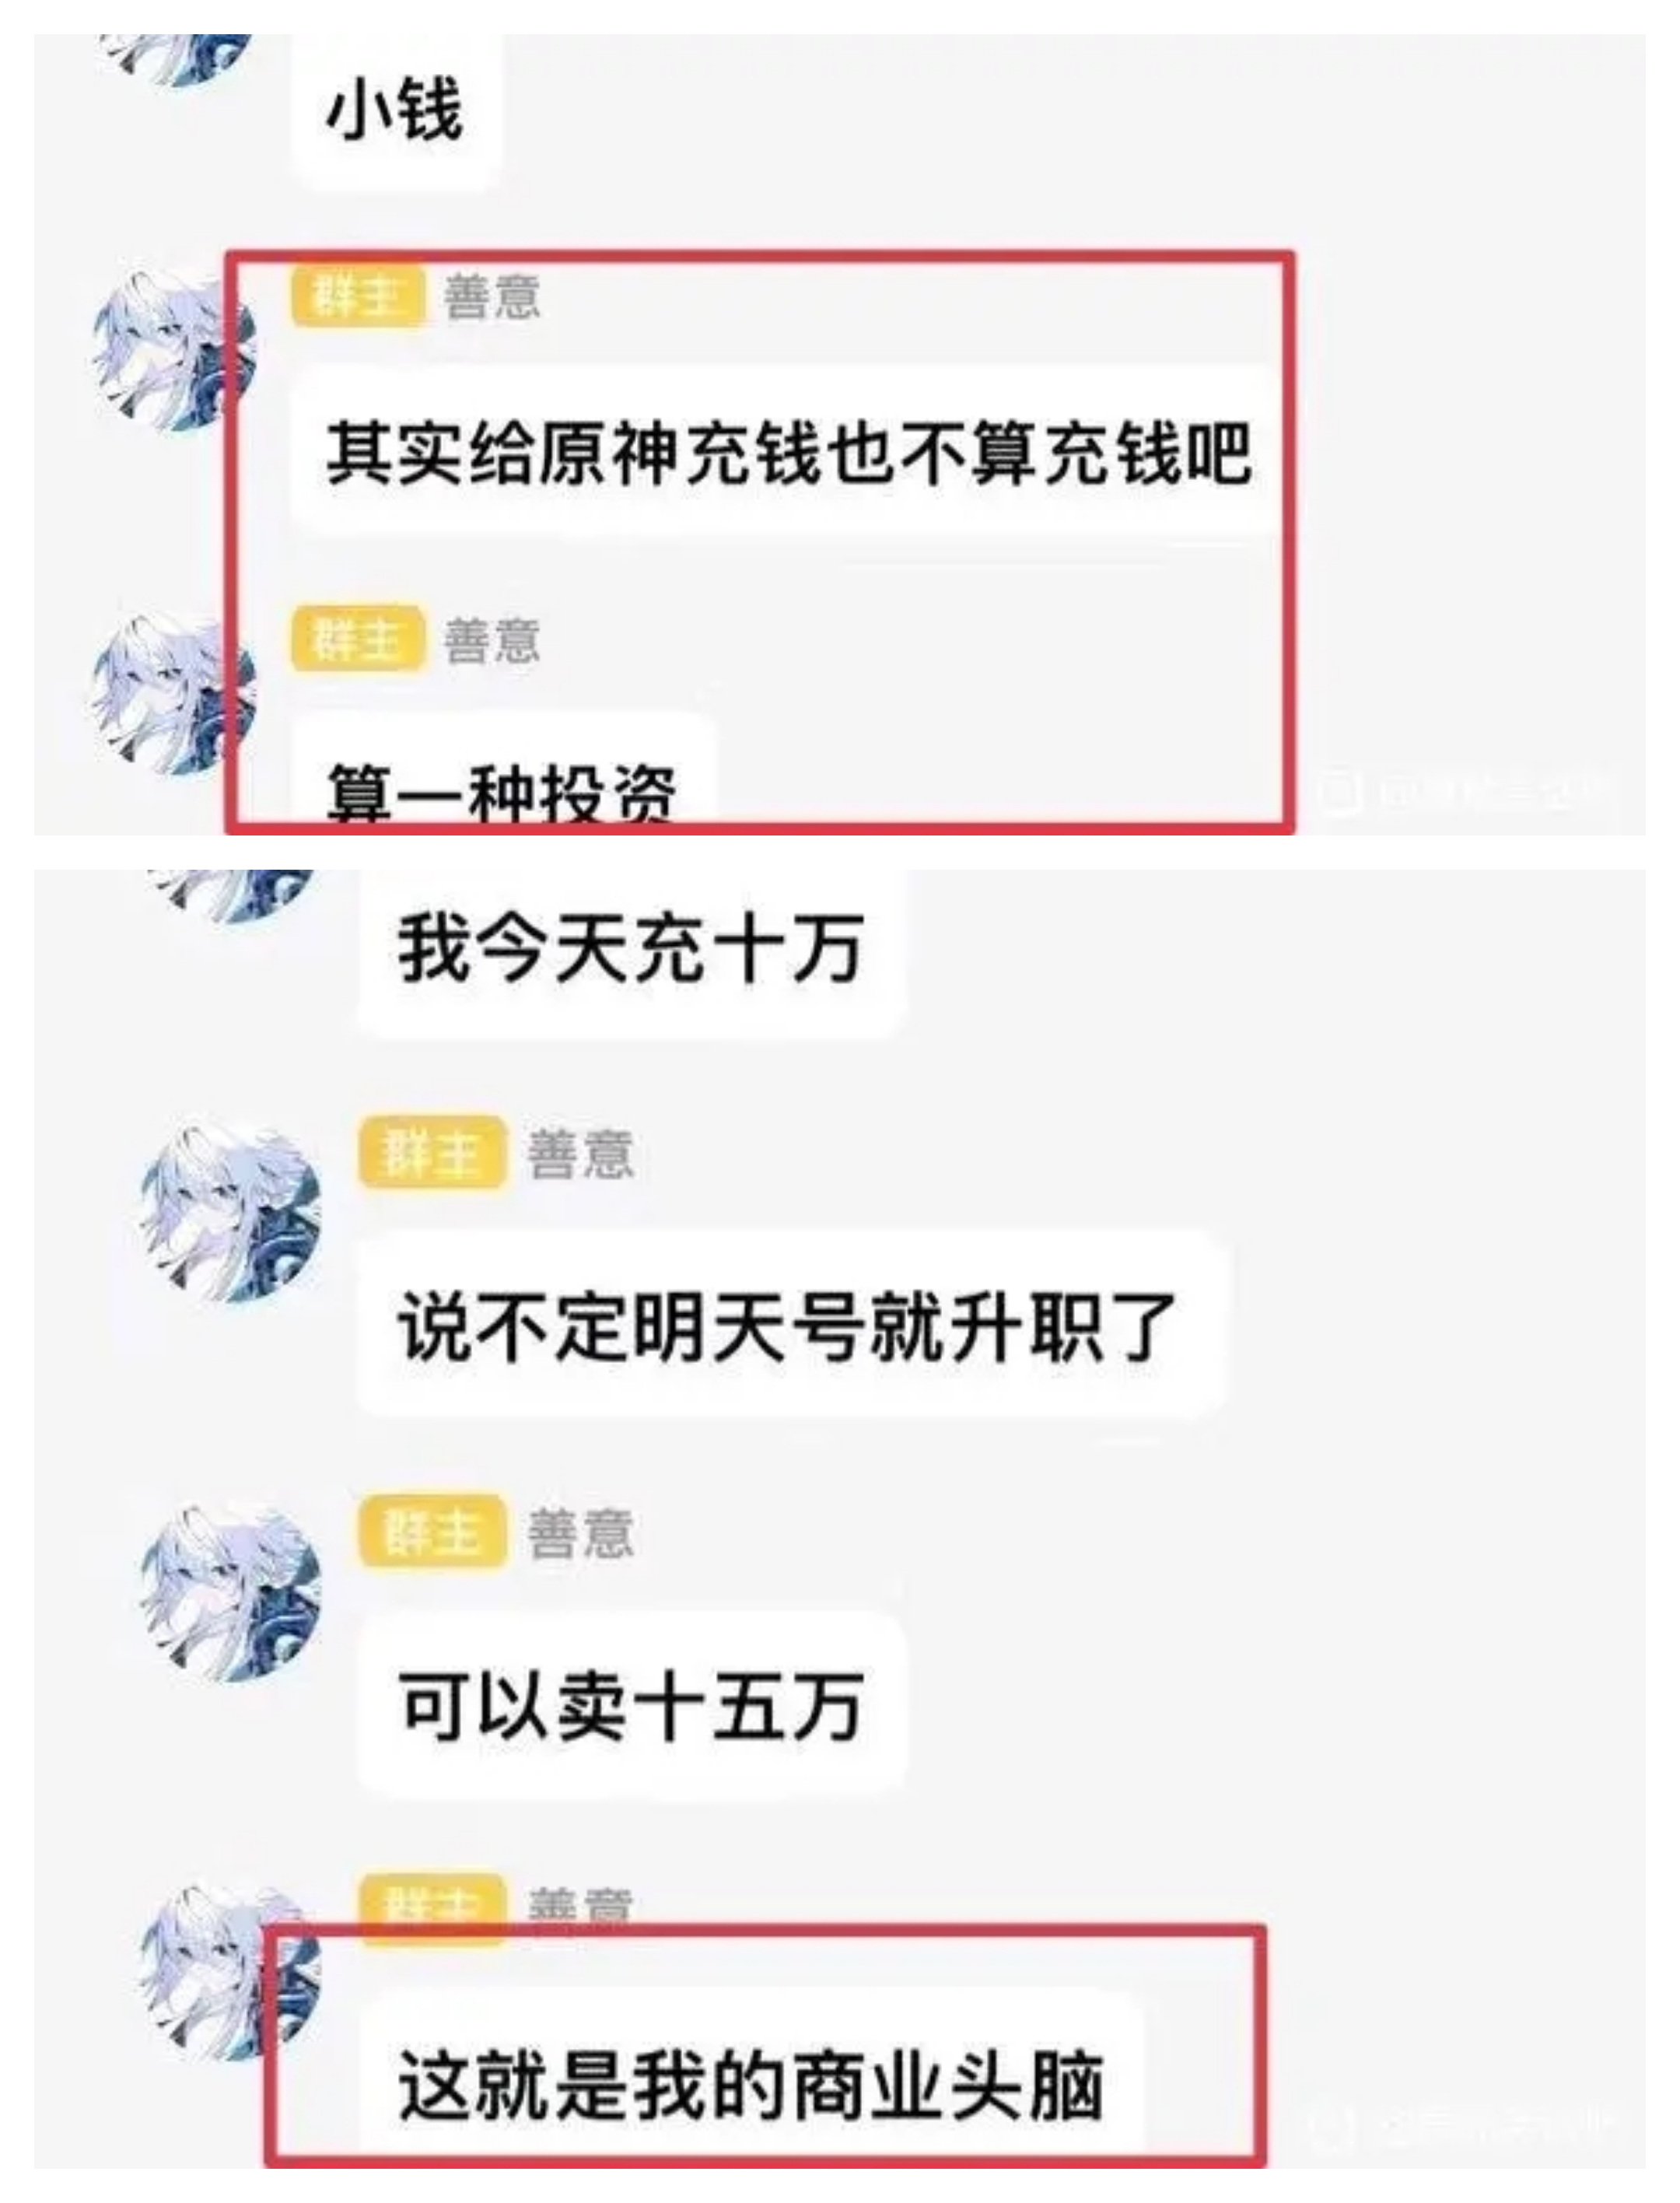 小钱
群主 善意
其实给原神充钱也不算充钱吧
群主 善意
算一种投资
我今天充十万
群主 善意
说不定明天号就升职了
群主 善意
可以卖十五万
群主 善意
这就是我的商业头脑